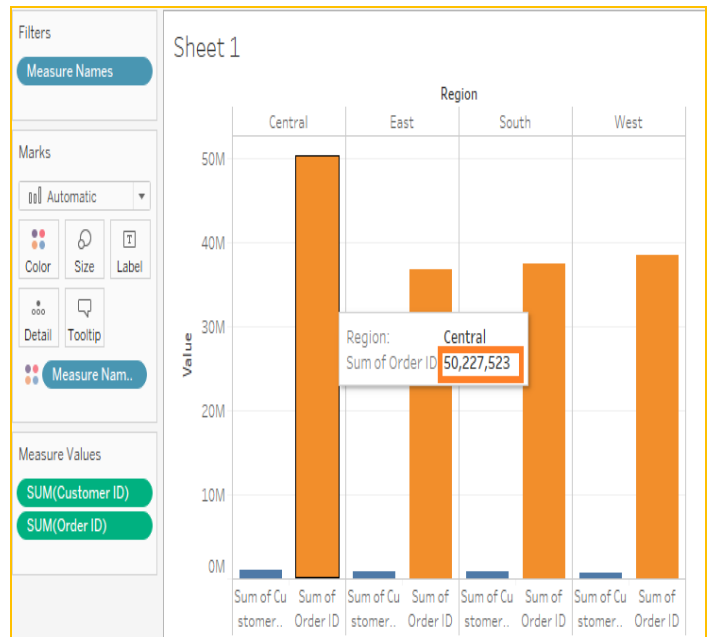 Filters
Measure Names
Marks
Automatic
Color Size Label
Detail Tooltip
Measure Nam..
Measure Values
SUM(Customer ID)
SUM(Order ID)
Sheet 1
Region
Central East South West
Value
50M
40M
30M
20M
10M
0M
Region: Central
Sum of Order ID 50,227,523
Sum of Cu Sum of Sum of Cu Sum of Sum of Cu Sum of Sum of Cu Sum of
stomer.. Order ID stomer.. Order ID stomer.. Order ID stomer.. Order ID